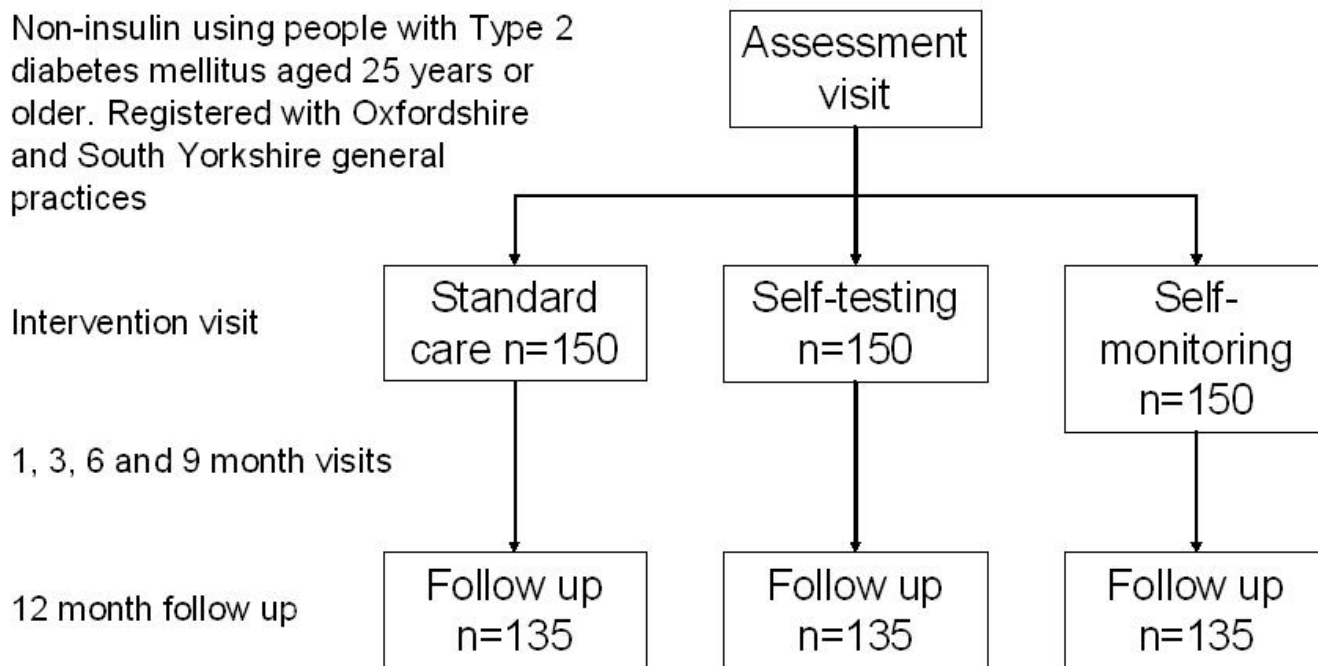 Non-insulin using people with Type 2
diabetes mellitus aged 25 years or
older. Registered with Oxfordshire
and South Yorkshire general
practices
Assessment
visit
Intervention visit
Standard
care n=150
Self-testing
n=150
Self-
monitoring
n=150
1, 3, 6 and 9 month visits
12 month follow up
Follow up
n=135
Follow up
n=135
Follow up
n=135